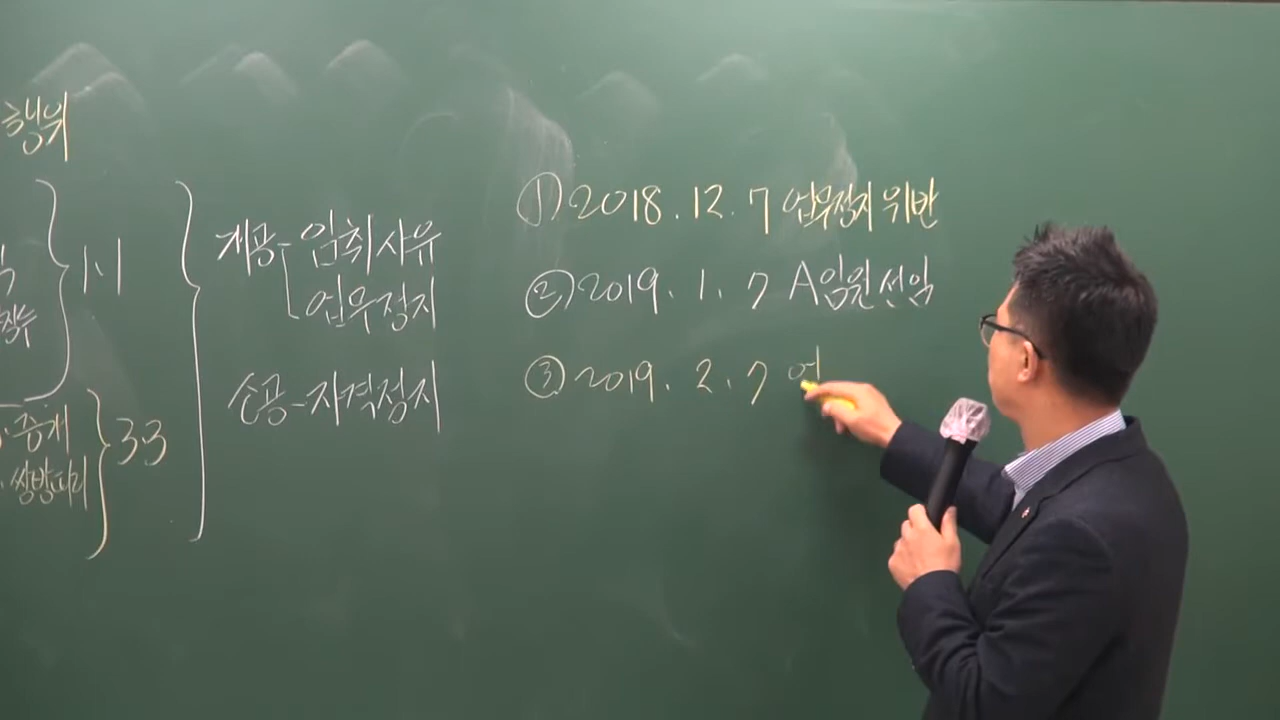 행위
1·1
중개
쌍방대리
3·3
개공-임취사유
업무정지
소공-자격정지
① 2018. 12. 7 업무정지 위반
② 2019. 1. 7 A임원선임
③ 2019. 2. 7